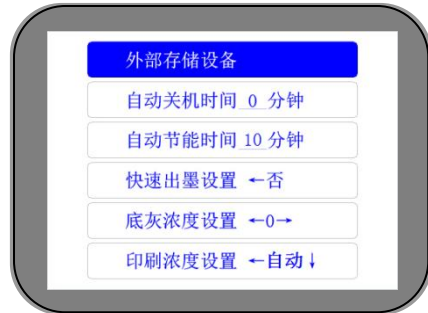 外部存储设备
自动关机时间 0 分钟
自动节能时间 10 分钟
快速出墨设置 ←否
底灰浓度设置 ←0→
印刷浓度设置 ←自动↓